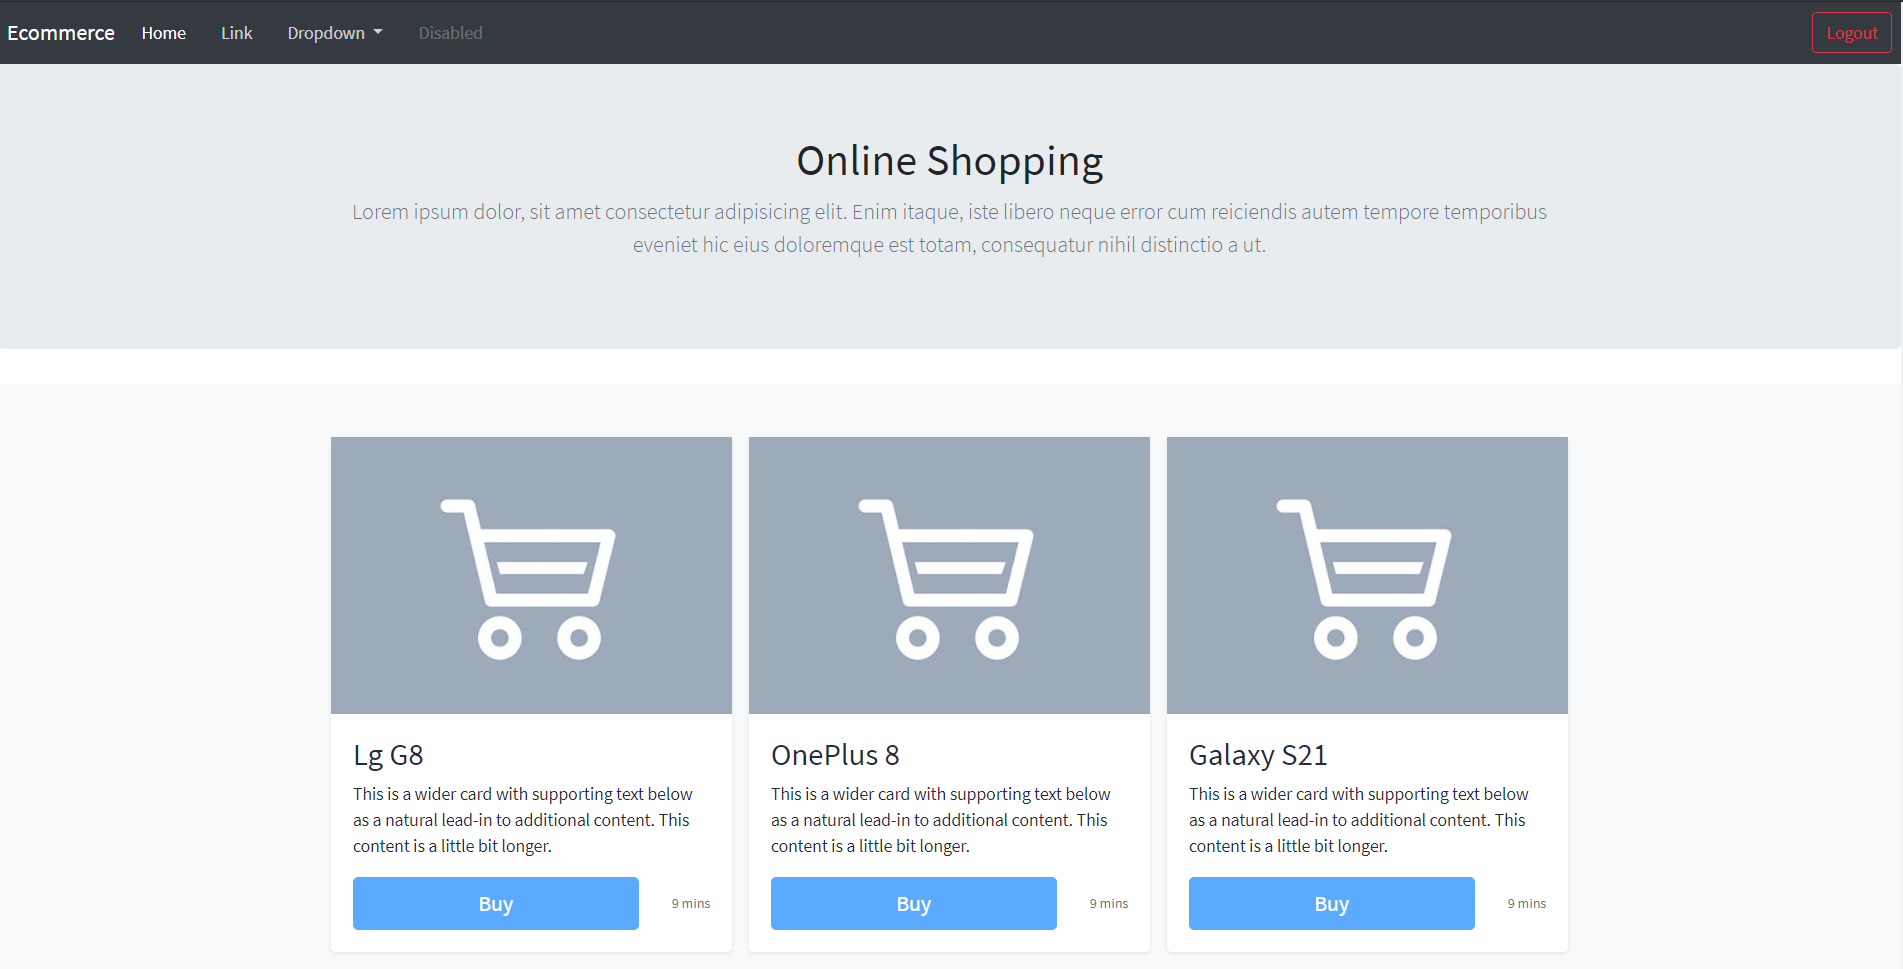 Ecommerce Home Link Dropdown Disabled Logout
Online Shopping
Lorem ipsum dolor, sit amet consectetur adipisicing elit. Enim itaque, iste libero neque error cum reiciendis autem tempore temporibus
eveniet hic eius doloremque est totam, consequatur nihil distinctio a ut.
Lg G8
This is a wider card with supporting text below
as a natural lead-in to additional content. This
content is a little bit longer.
Buy 9 mins
OnePlus 8
This is a wider card with supporting text below
as a natural lead-in to additional content. This
content is a little bit longer.
Buy 9 mins
Galaxy S21
This is a wider card with supporting text below
as a natural lead-in to additional content. This
content is a little bit longer.
Buy 9 mins